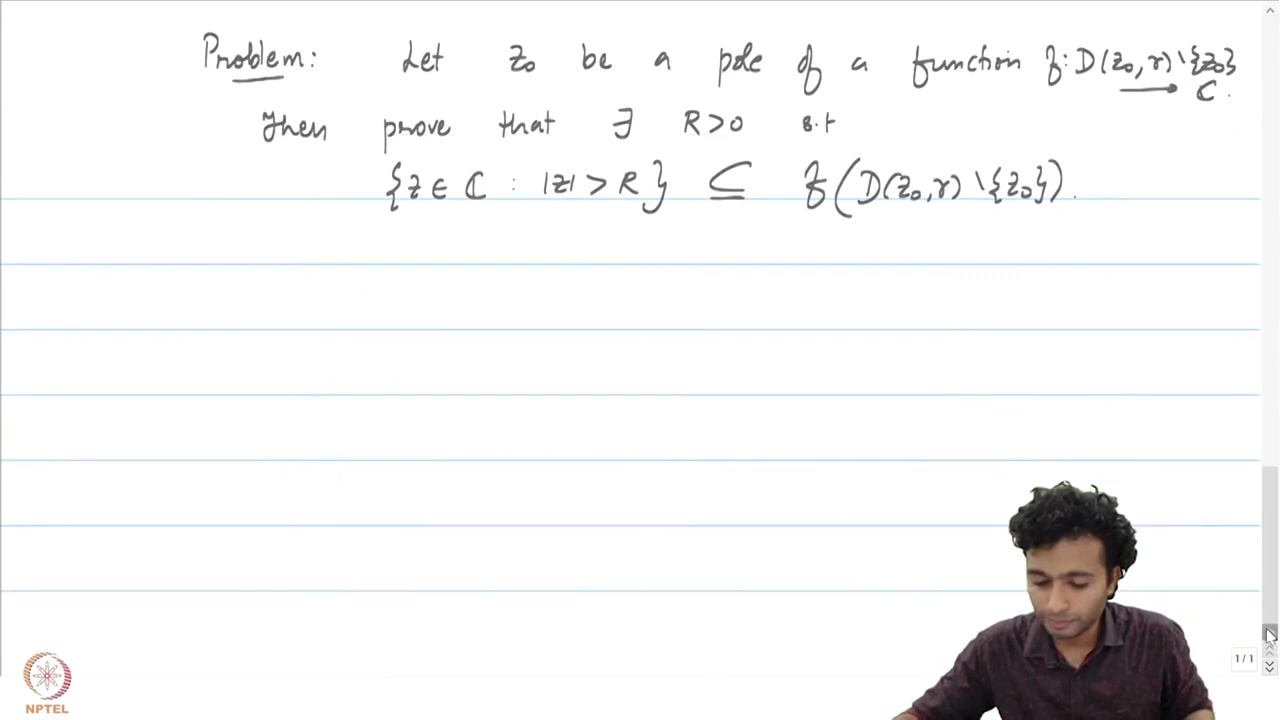 Problem: Let z₀ be a pole of a function f: D(z₀, r) \ {z₀} → ℂ.
Then prove that ∃ R > 0 s.t
{z ∈ ℂ : |z| > R} ⊆ f(D(z₀, r) \ {z₀}).
1/1
NPTEL